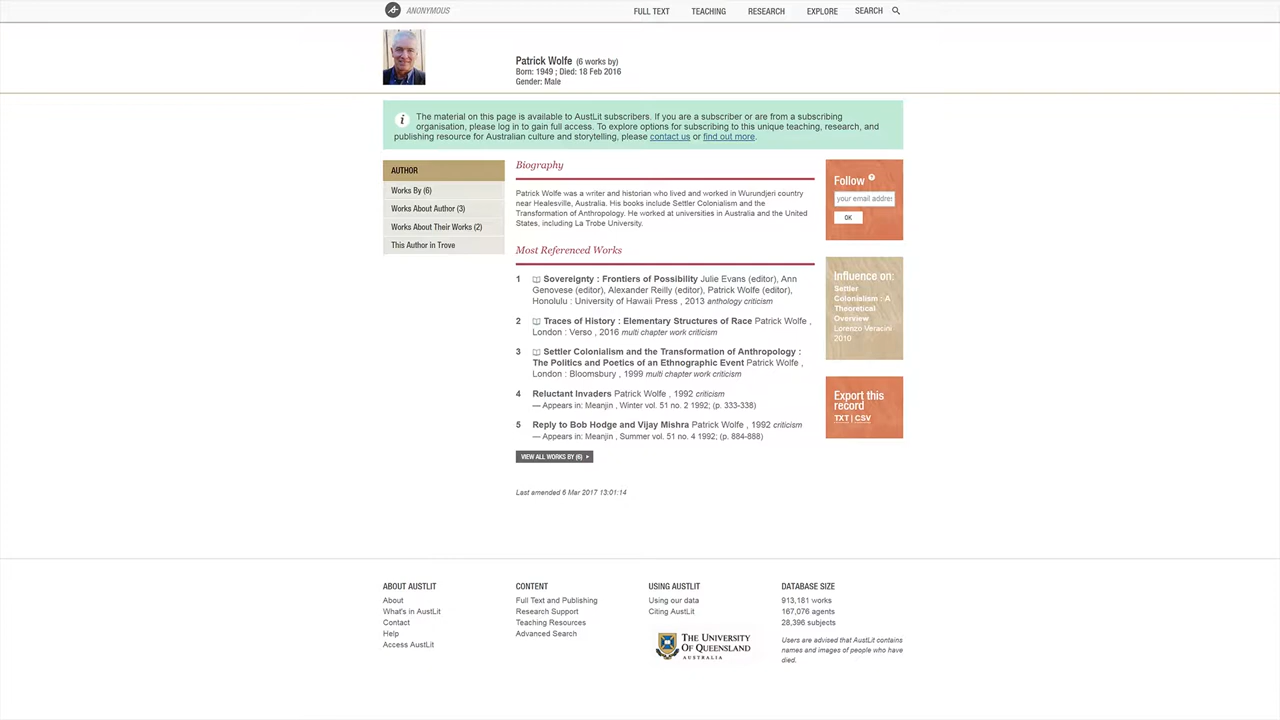 ANONYMOUS
FULL TEXT TEACHING RESEARCH EXPLORE SEARCH
Patrick Wolfe (6 works by)
Born: 1949 ; Died: 18 Feb 2016
Gender: Male
i The material on this page is available to AustLit subscribers. If you are a subscriber or are from a subscribing
organisation, please log in to gain full access. To explore options for subscribing to this unique teaching, research, and
publishing resource for Australian culture and storytelling, please contact us or find out more.
AUTHOR
Works By (6)
Works About Author (3)
Works About Their Works (2)
This Author in Trove
Biography
Patrick Wolfe was a writer and historian who lived and worked in Wurundjeri country
near Healesville, Australia. His books include Settler Colonialism and the
Transformation of Anthropology. He worked at universities in Australia and the United
States, including La Trobe University.
Most Referenced Works
1 Sovereignty : Frontiers of Possibility Julie Evans (editor), Ann
Genovese (editor), Alexander Reilly (editor), Patrick Wolfe (editor),
Honolulu : University of Hawaii Press , 2013 anthology criticism
2 Traces of History : Elementary Structures of Race Patrick Wolfe ,
London : Verso , 2016 multi chapter work criticism
3 Settler Colonialism and the Transformation of Anthropology :
The Politics and Poetics of an Ethnographic Event Patrick Wolfe ,
London : Bloomsbury , 1999 multi chapter work criticism
4 Reluctant Invaders Patrick Wolfe , 1992 criticism
— Appears in: Meanjin , Winter vol. 51 no. 2 1992; (p. 333-338)
5 Reply to Bob Hodge and Vijay Mishra Patrick Wolfe , 1992 criticism
— Appears in: Meanjin , Summer vol. 51 no. 4 1992; (p. 884-888)
VIEW ALL WORKS BY (6)
Last amended 6 Mar 2017 13:01:14
Follow ?
your email addres
OK
Influence on:
Settler
Colonialism : A
Theoretical
Overview
Lorenzo Veracini
2010
Export this
record
TXT | CSV
ABOUT AUSTLIT
About
What's in AustLit
Contact
Help
Access AustLit
CONTENT
Full Text and Publishing
Research Support
Teaching Resources
Advanced Search
USING AUSTLIT
Using our data
Citing AustLit
THE UNIVERSITY
OF QUEENSLAND
AUSTRALIA
DATABASE SIZE
913,181 works
167,076 agents
28,396 subjects
Users are advised that AustLit contains
names and images of people who have
died.